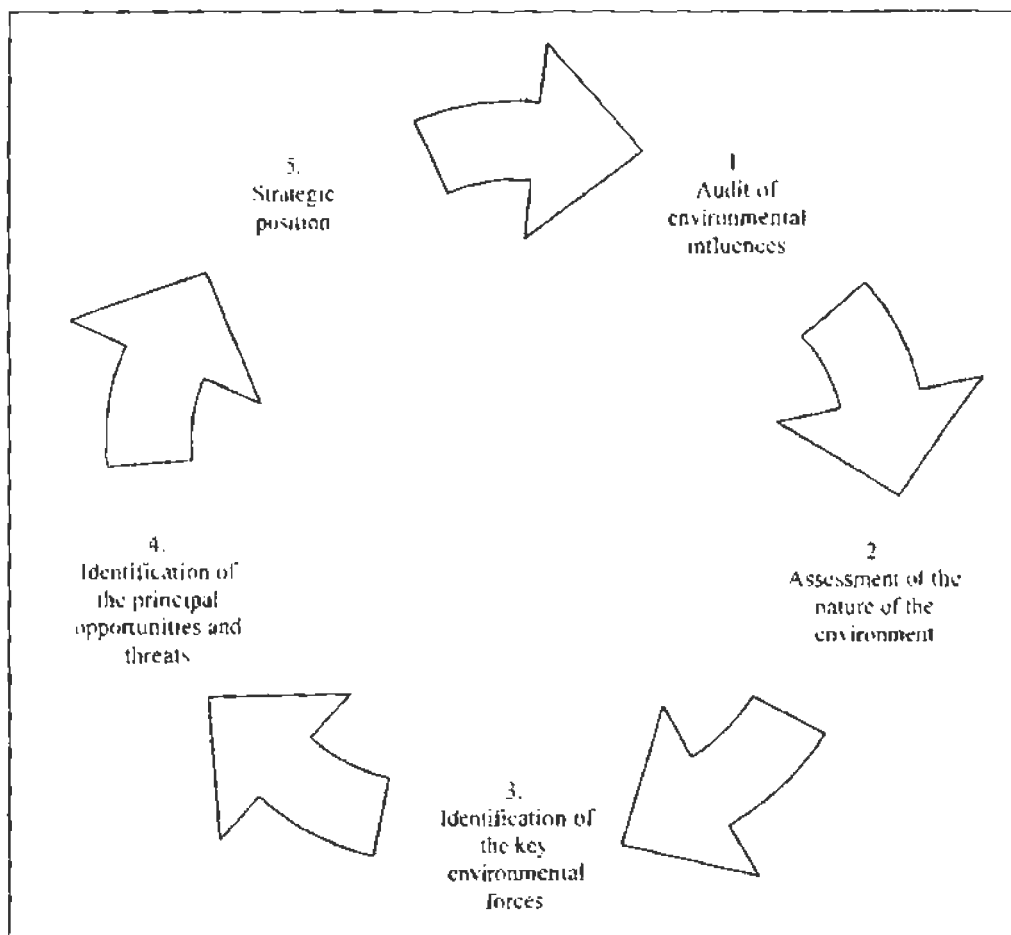 1
Audit of
environmental
influences
2
Assessment of the
nature of the
environment
3.
Identification of
the key
environmental
forces
4.
Identification of
the principal
opportunities and
threats
5.
Strategic
position